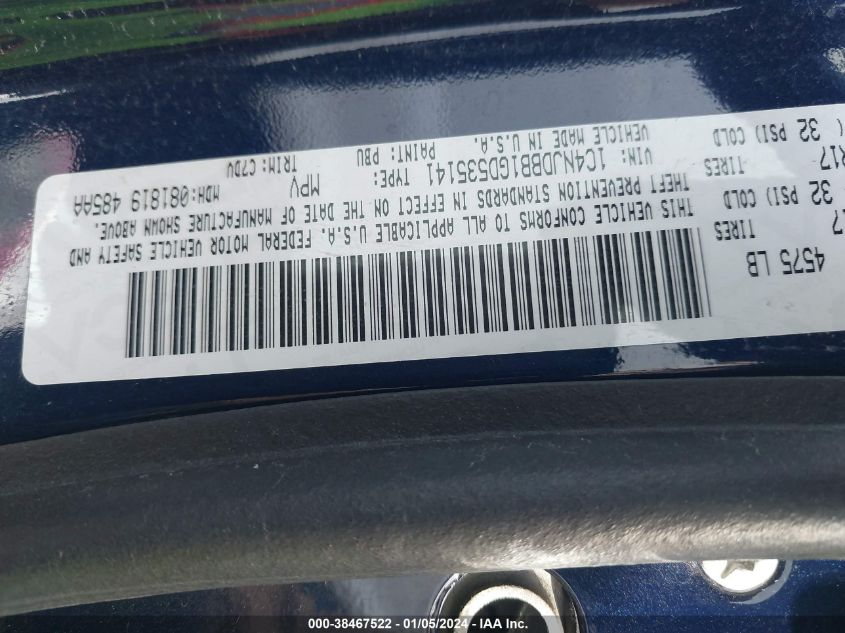 4575 LB
17 TIRES
32 PSI) COLD
R17 TIRES
( 32 PSI) COLD
THIS VEHICLE CONFORMS TO ALL APPLICABLE U.S.A. FEDERAL MOTOR VEHICLE SAFETY AND
THEFT PREVENTION STANDARDS IN EFFECT ON THE DATE OF MANUFACTURE SHOWN ABOVE.
VIN: 1C4NJDBB1GD535141 TYPE: MPV MDH:081819 485AA
VEHICLE MADE IN U.S.A. PAINT: PBU TRIM: C7DV
000-38467522 - 01/05/2024 - IAA Inc.